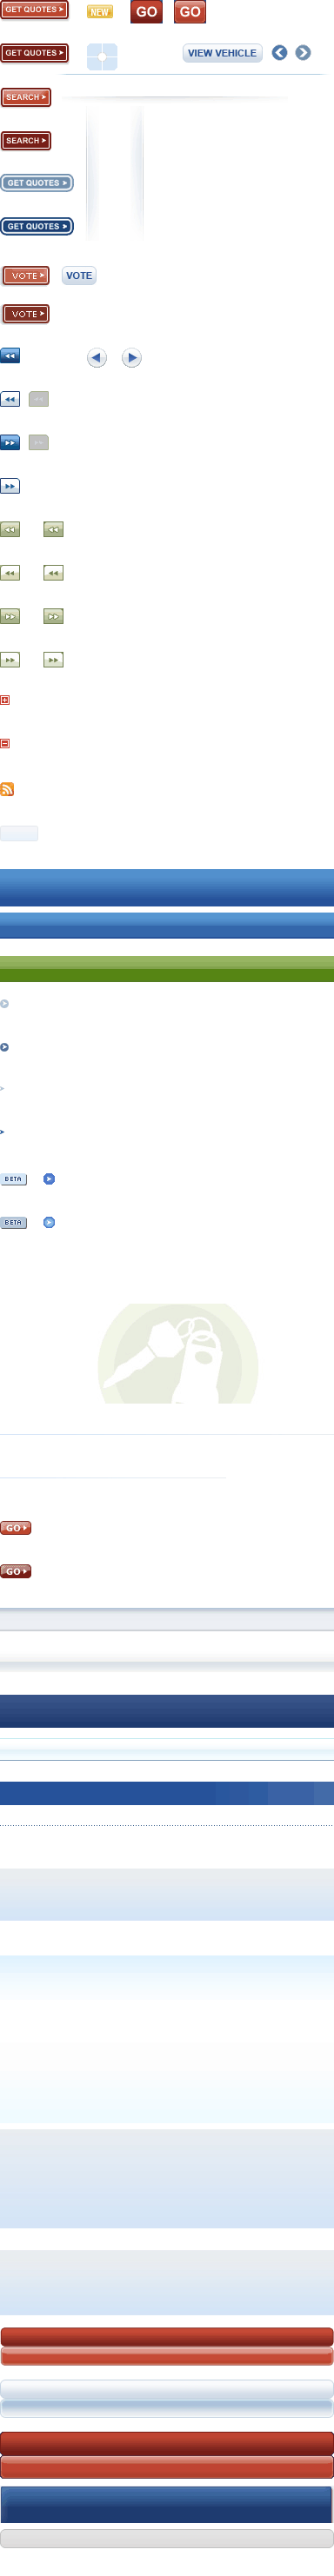 GET QUOTES NEW GO GO
GET QUOTES VIEW VEHICLE
SEARCH
SEARCH
GET QUOTES
GET QUOTES
VOTE VOTE
VOTE
BETA
BETA
GO
GO